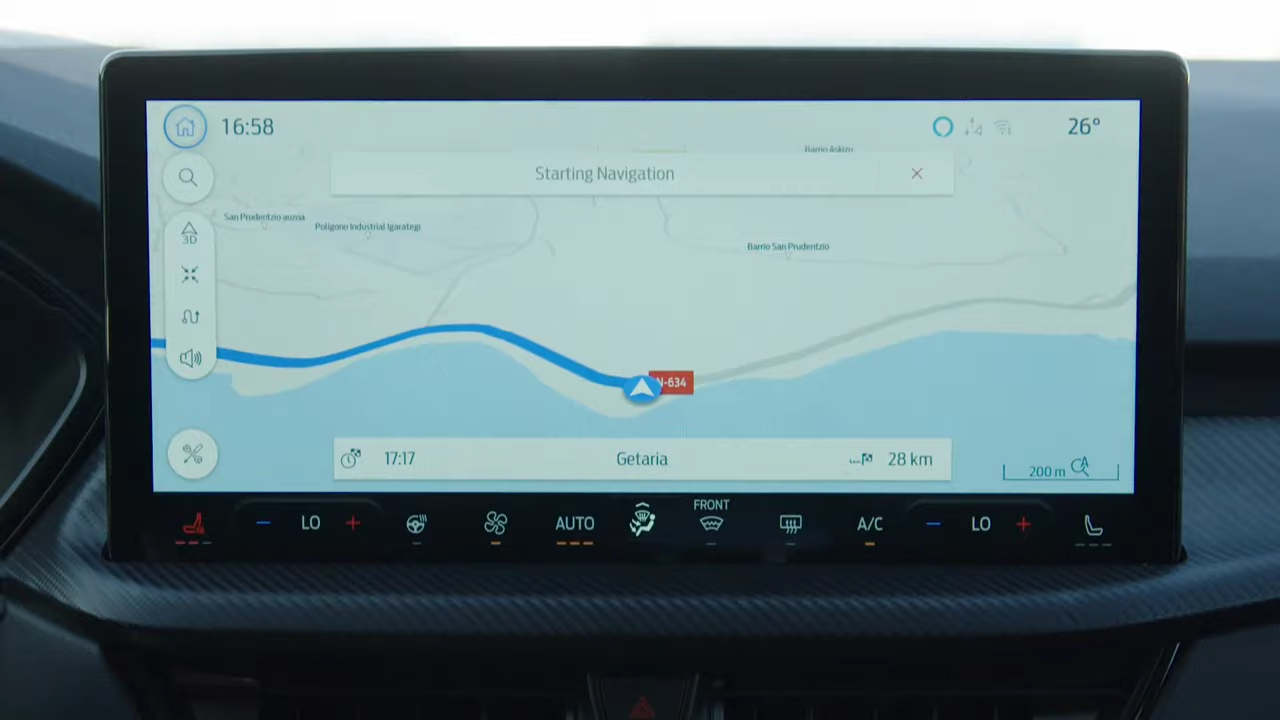 16:58
26°
Barrio Askizu
Starting Navigation
San Prudentzio auzoa
Poligono Industrial Igarategi
3D
Barrio San Prudentzio
N-634
17:17
Getaria
28 km
200 m
FRONT
LO
AUTO
A/C
LO